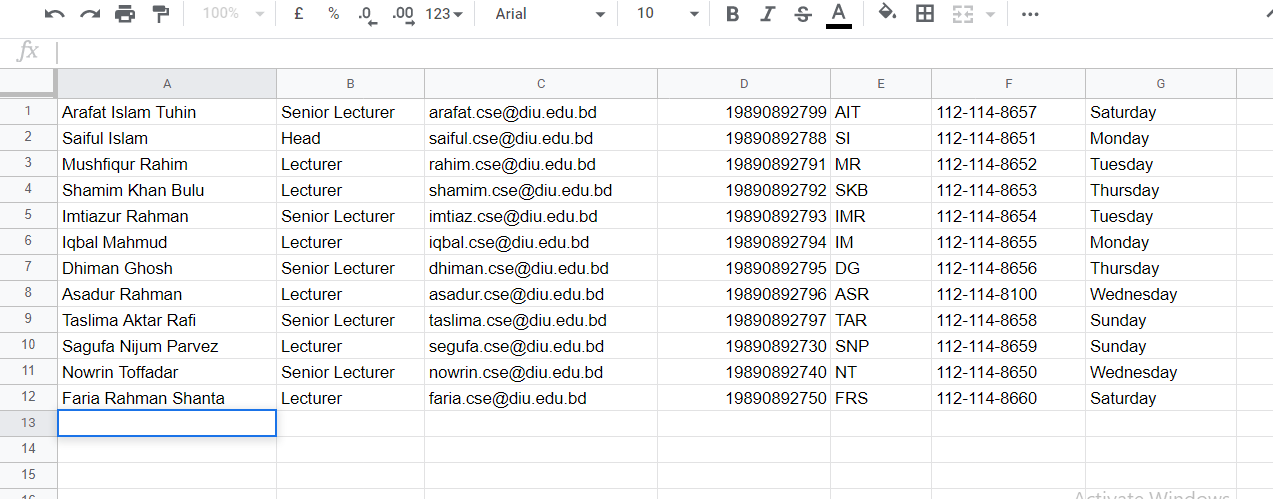 100% £ % .0 .00 123 Arial 10 B I S A
fx
A B C D E F G
1 Arafat Islam Tuhin Senior Lecturer arafat.cse@diu.edu.bd 19890892799 AIT 112-114-8657 Saturday
2 Saiful Islam Head saiful.cse@diu.edu.bd 19890892788 SI 112-114-8651 Monday
3 Mushfiqur Rahim Lecturer rahim.cse@diu.edu.bd 19890892791 MR 112-114-8652 Tuesday
4 Shamim Khan Bulu Lecturer shamim.cse@diu.edu.bd 19890892792 SKB 112-114-8653 Thursday
5 Imtiazur Rahman Senior Lecturer imtiaz.cse@diu.edu.bd 19890892793 IMR 112-114-8654 Tuesday
6 Iqbal Mahmud Lecturer iqbal.cse@diu.edu.bd 19890892794 IM 112-114-8655 Monday
7 Dhiman Ghosh Senior Lecturer dhiman.cse@diu.edu.bd 19890892795 DG 112-114-8656 Thursday
8 Asadur Rahman Lecturer asadur.cse@diu.edu.bd 19890892796 ASR 112-114-8100 Wednesday
9 Taslima Aktar Rafi Senior Lecturer taslima.cse@diu.edu.bd 19890892797 TAR 112-114-8658 Sunday
10 Sagufa Nijum Parvez Lecturer segufa.cse@diu.edu.bd 19890892730 SNP 112-114-8659 Sunday
11 Nowrin Toffadar Senior Lecturer nowrin.cse@diu.edu.bd 19890892740 NT 112-114-8650 Wednesday
12 Faria Rahman Shanta Lecturer faria.cse@diu.edu.bd 19890892750 FRS 112-114-8660 Saturday
13
14
15
16 Activate Windows